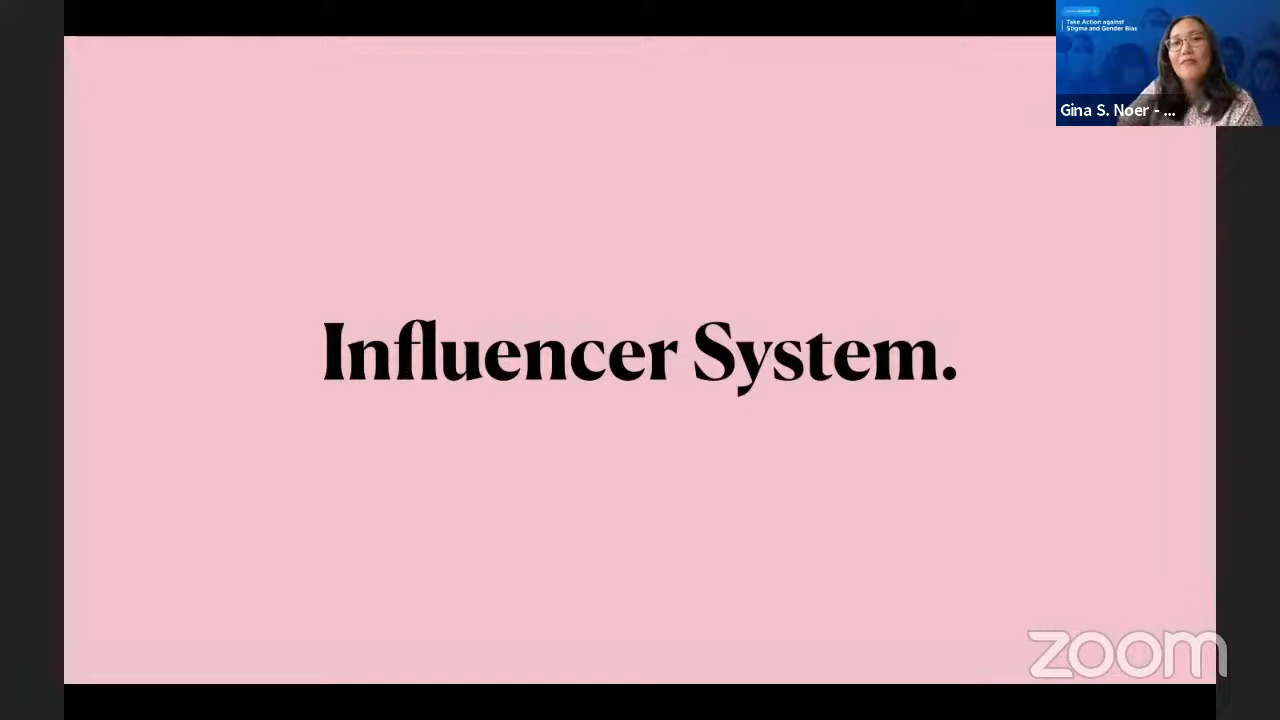 Take Action against
Stigma and Gender Bias
Gina S. Noer - ...
Influencer System.
zoom